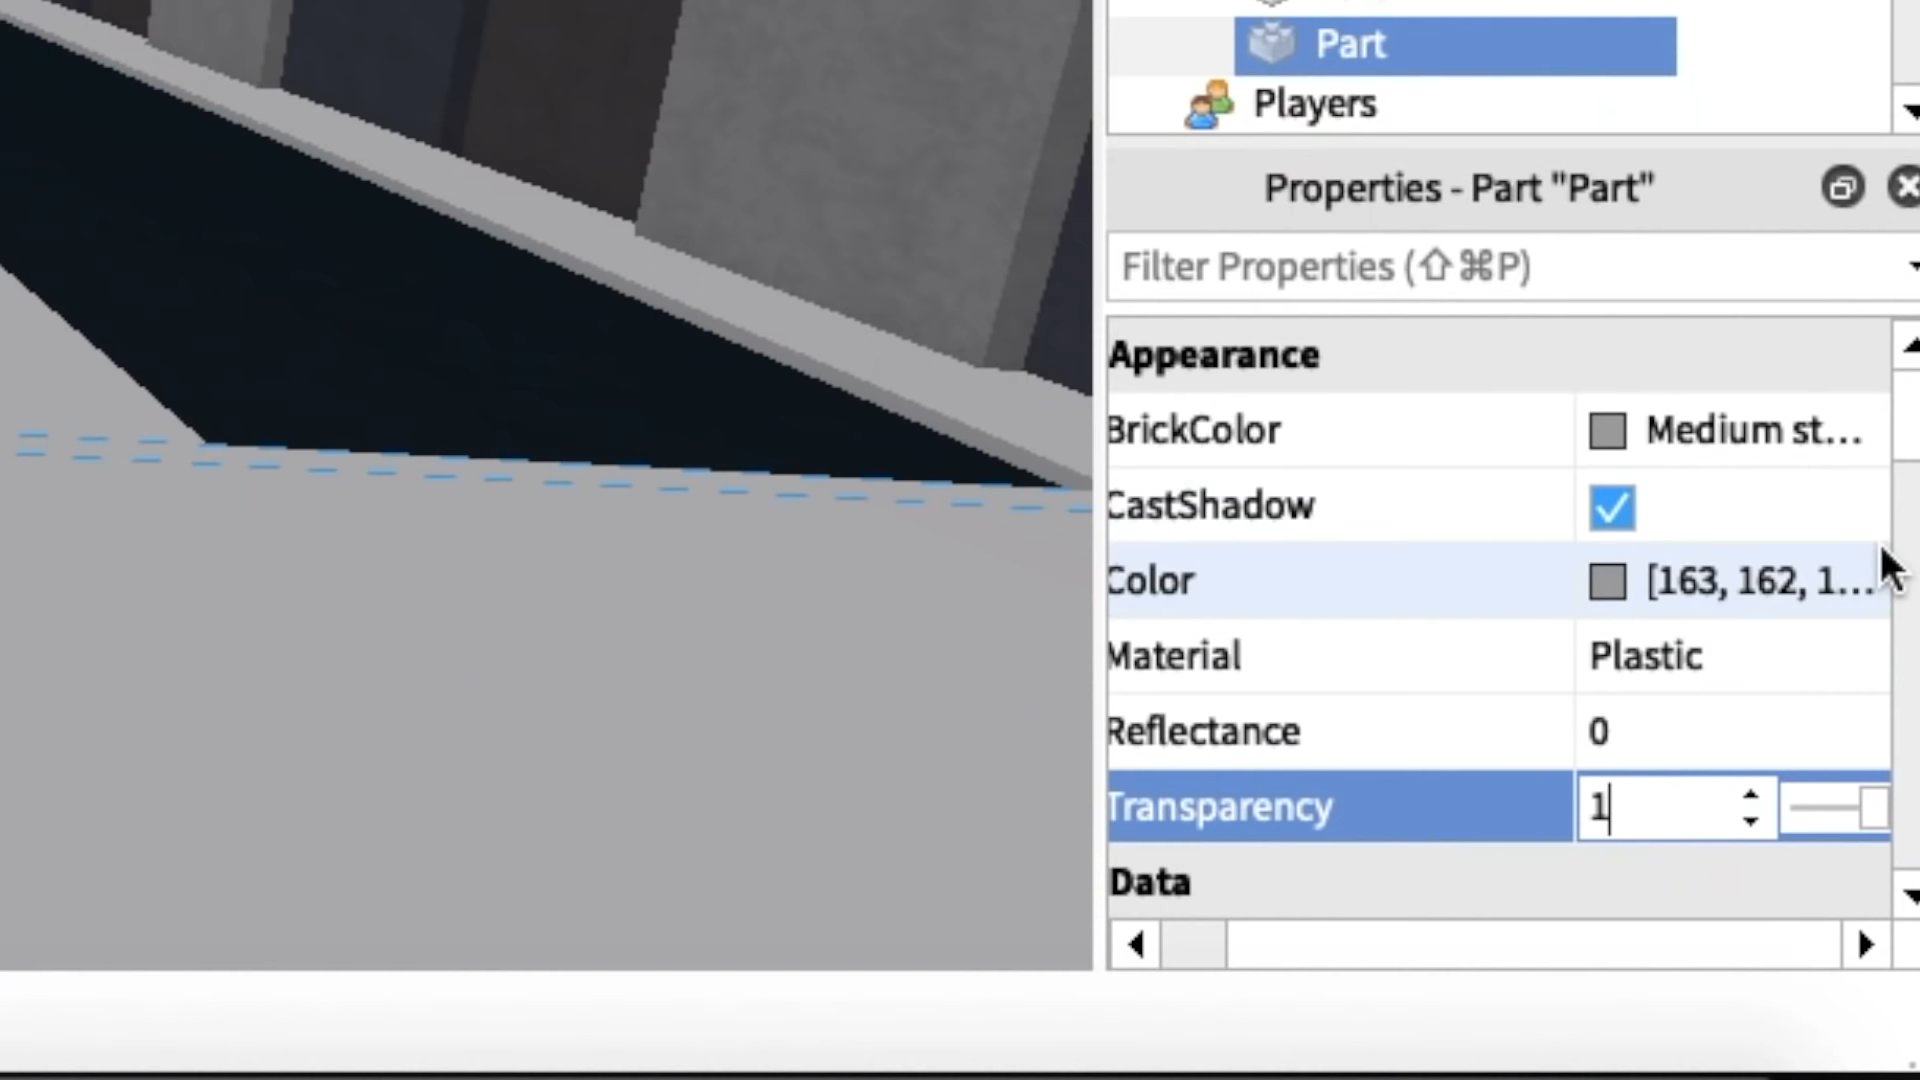 Part
Players
Properties - Part "Part"
Filter Properties (⇧⌘P)
Appearance
BrickColor Medium st...
CastShadow
Color [163, 162, 1...
Material Plastic
Reflectance 0
Transparency 1
Data